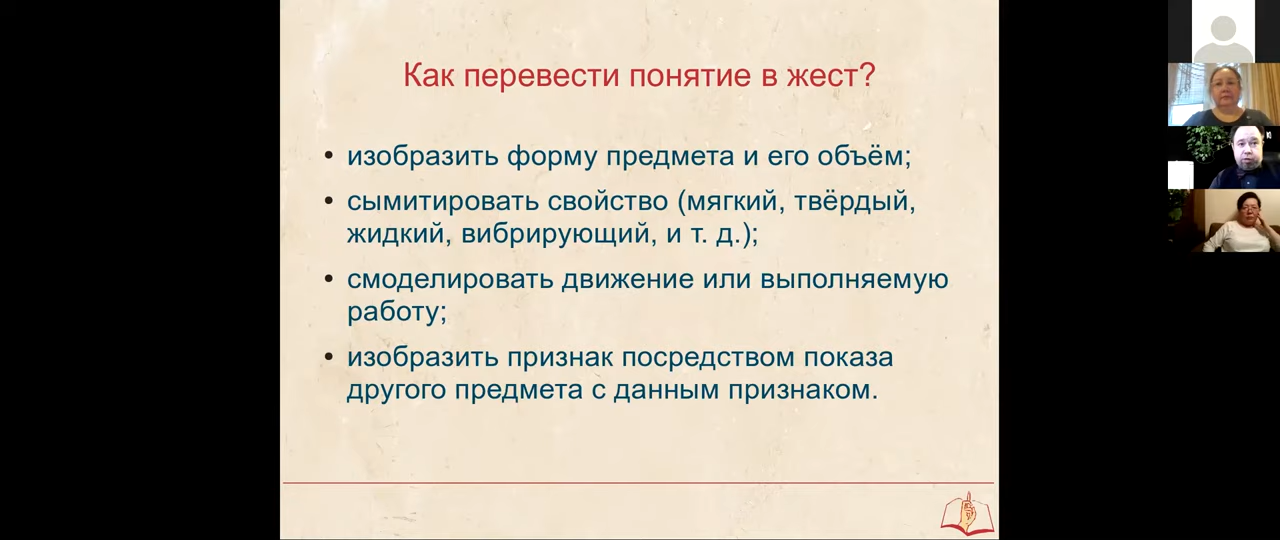 Как перевести понятие в жест?
• изобразить форму предмета и его объём;
• сымитировать свойство (мягкий, твёрдый,
жидкий, вибрирующий, и т. д.);
• смоделировать движение или выполняемую
работу;
• изобразить признак посредством показа
другого предмета с данным признаком.